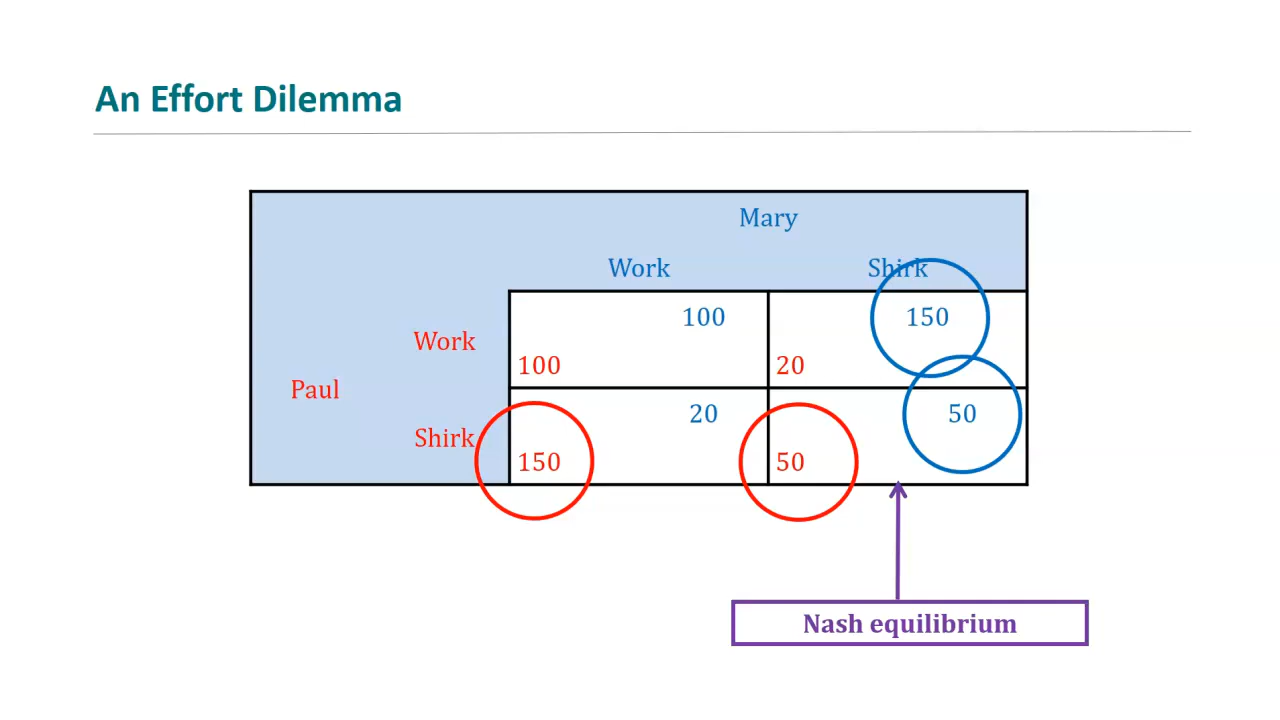 An Effort Dilemma
Mary
Work Shirk
100 150
Work
100 20
Paul
20 50
Shirk
150 50
Nash equilibrium